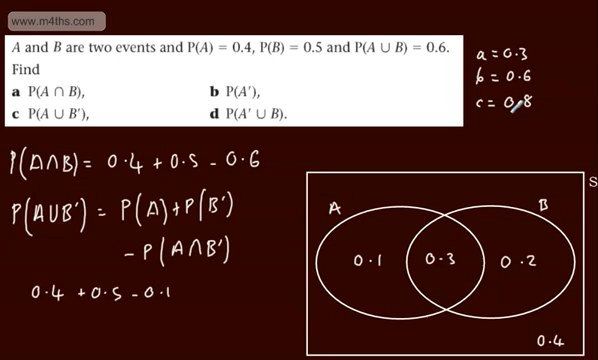 www.m4ths.com
A and B are two events and P(A) = 0.4, P(B) = 0.5 and P(A ∪ B) = 0.6.
Find
a P(A ∩ B),
b P(A′),
c P(A ∪ B′),
d P(A′ ∪ B).
a = 0.3
b = 0.6
c = 0.8
P(A∩B) = 0.4 + 0.5 - 0.6
P(A∪B′) = P(A) + P(B′)
- P(A∩B′)
0.4 + 0.5 - 0.1
S
A
B
0.1
0.3
0.2
0.4